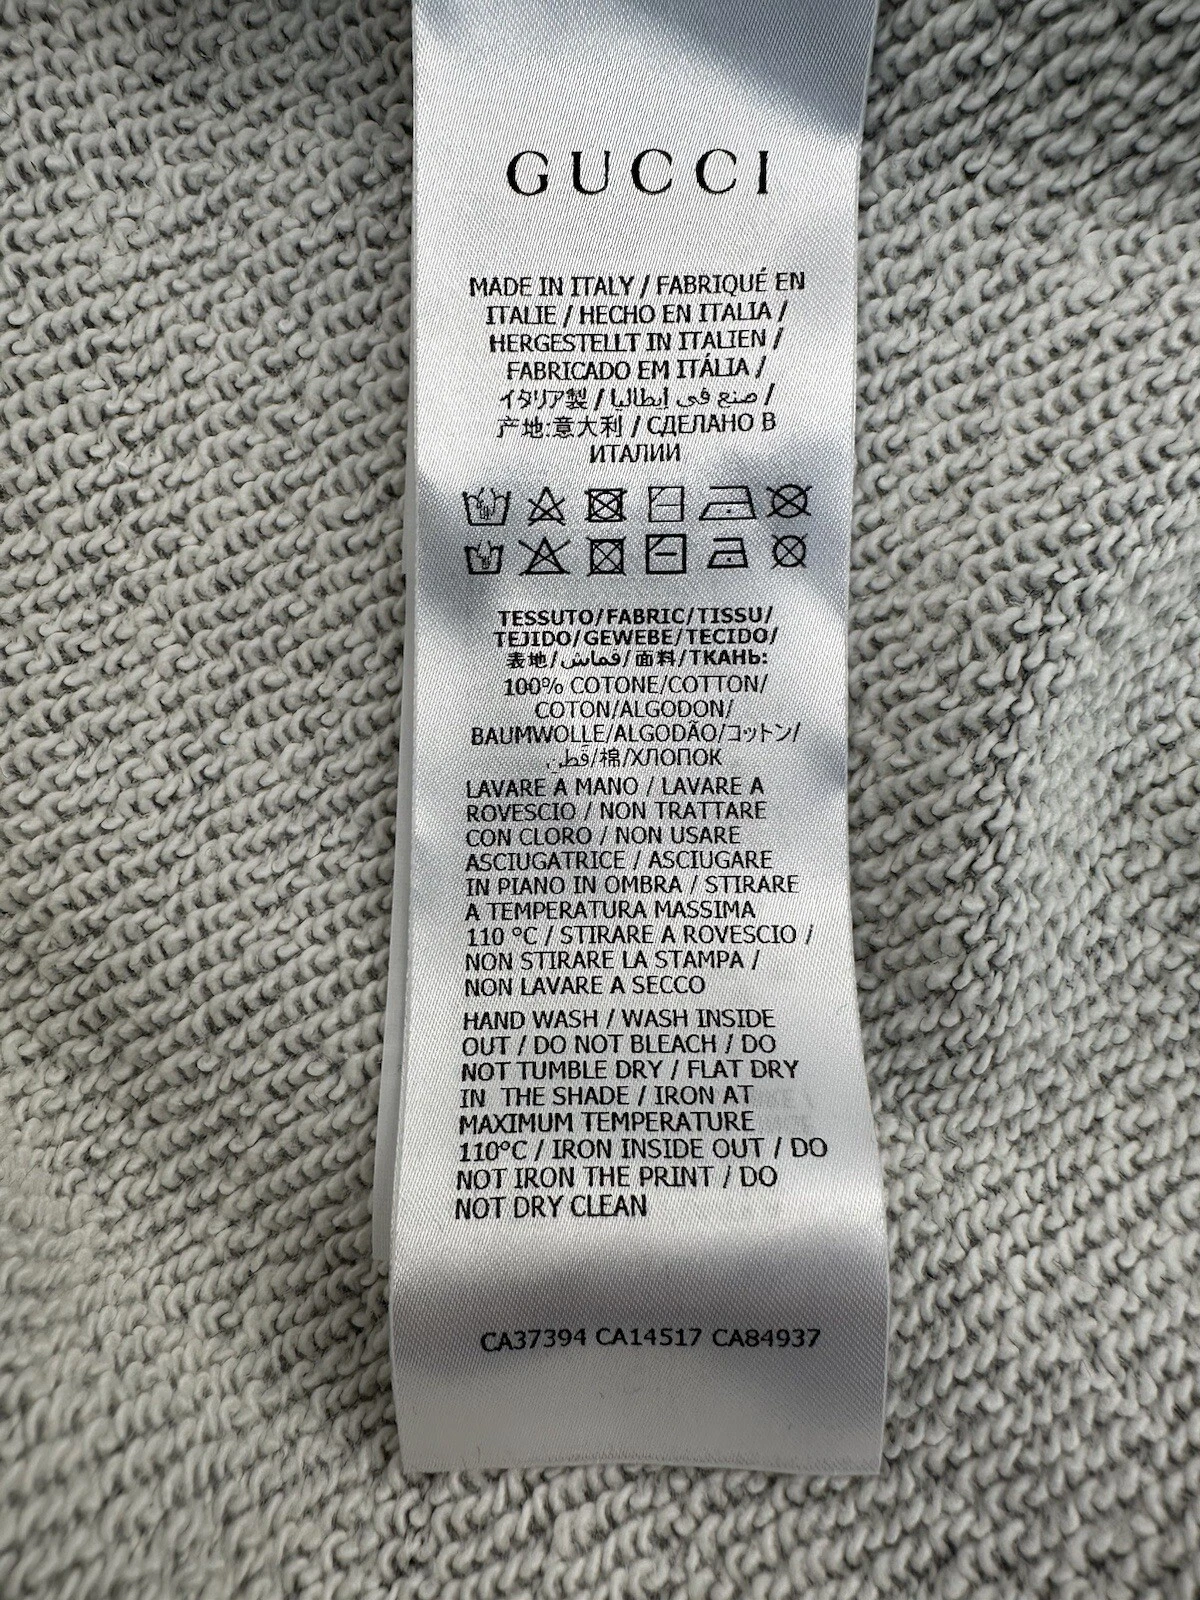 GUCCI
MADE IN ITALY / FABRIQUÉ EN
ITALIE / HECHO EN ITALIA /
HERGESTELLT IN ITALIEN /
FABRICADO EM ITÁLIA /
イタリア製 / صنع في إيطاليا /
产地:意大利 / СДЕЛАНО В
ИТАЛИИ
TESSUTO/FABRIC/TISSU/
TEJIDO/GEWEBE/TECIDO/
表地/قماش/面料/ТКАНЬ:
100% COTONE/COTTON/
COTON/ALGODON/
BAUMWOLLE/ALGODÃO/コットン/
قطن/棉/ХЛОПОК
LAVARE A MANO / LAVARE A
ROVESCIO / NON TRATTARE
CON CLORO / NON USARE
ASCIUGATRICE / ASCIUGARE
IN PIANO IN OMBRA / STIRARE
A TEMPERATURA MASSIMA
110 °C / STIRARE A ROVESCIO /
NON STIRARE LA STAMPA /
NON LAVARE A SECCO
HAND WASH / WASH INSIDE
OUT / DO NOT BLEACH / DO
NOT TUMBLE DRY / FLAT DRY
IN THE SHADE / IRON AT
MAXIMUM TEMPERATURE
110°C / IRON INSIDE OUT / DO
NOT IRON THE PRINT / DO
NOT DRY CLEAN
CA37394 CA14517 CA84937